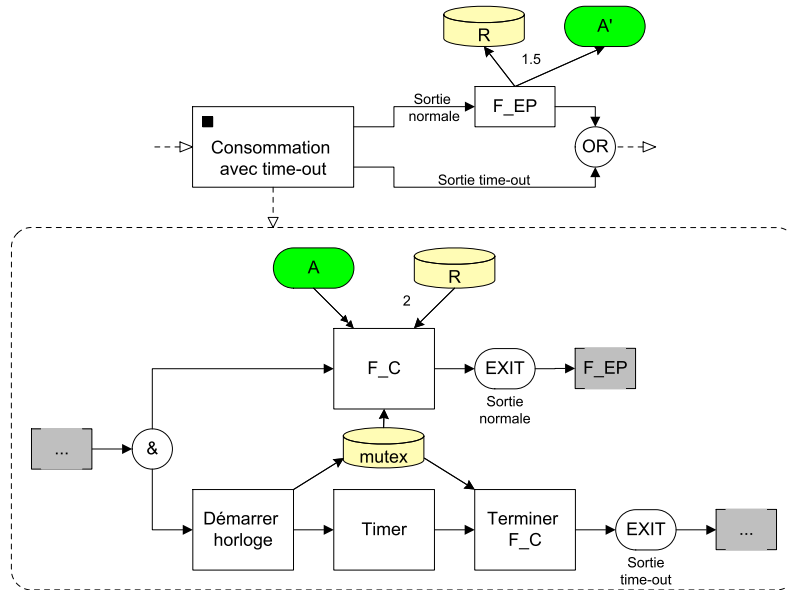 R
A'
1.5
Sortie
normale
F_EP
Consommation
avec time-out
OR
Sortie time-out
A
R
2
F_C
EXIT
F_EP
Sortie
normale
...
&
mutex
Démarrer
horloge
Timer
Terminer
F_C
EXIT
...
Sortie
time-out